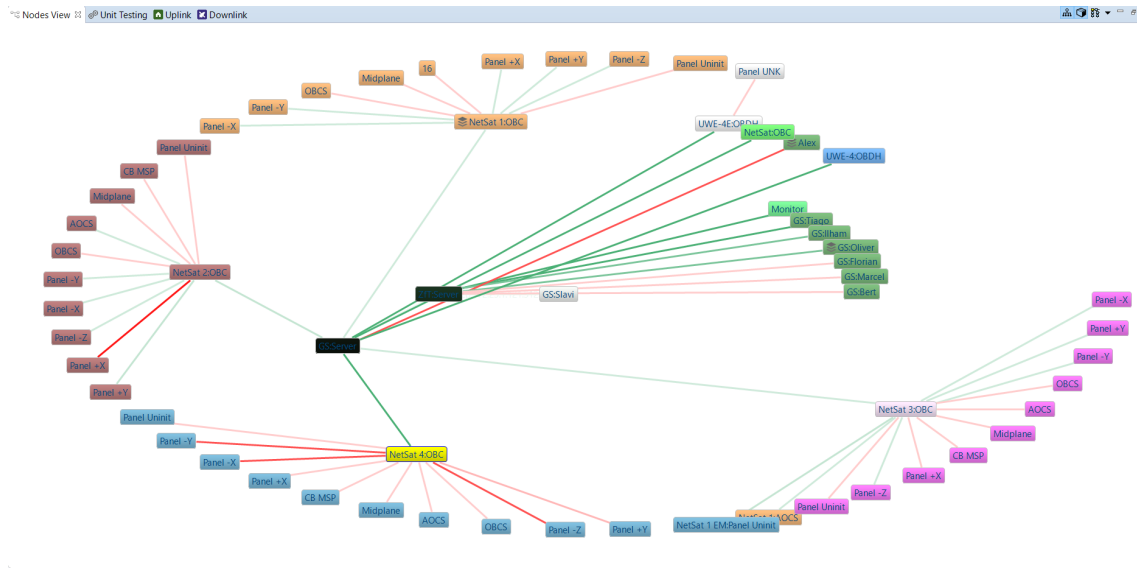 Nodes View Unit Testing Uplink Downlink
Panel +X
Panel +Y
Panel -Z
Panel Uninit
Panel UNK
16
Midplane
OBCS
Panel -Y
Panel -X
NetSat 1:OBC
UWE-4E:OBDH
NetSat:OBC
Alex
UWE-4:OBDH
Panel Uninit
CB MSP
Midplane
AOCS
OBCS
Panel -Y
Panel -X
Panel -Z
Panel +X
Panel +Y
NetSat 2:OBC
Monitor
GS:Tiago
GS:Ilham
GS:Oliver
GS:Florian
GS:Marcel
GS:Bert
GS:Slavi
GS:Server
Panel -X
Panel +Y
Panel -Y
OBCS
AOCS
Midplane
CB MSP
Panel +X
Panel -Z
Panel Uninit
NetSat 3:OBC
Panel Uninit
Panel -Y
Panel -X
Panel +X
CB MSP
Midplane
AOCS
OBCS
Panel -Z
Panel +Y
NetSat 4:OBC
NetSat 1:AOCS
NetSat 1 EM:Panel Uninit